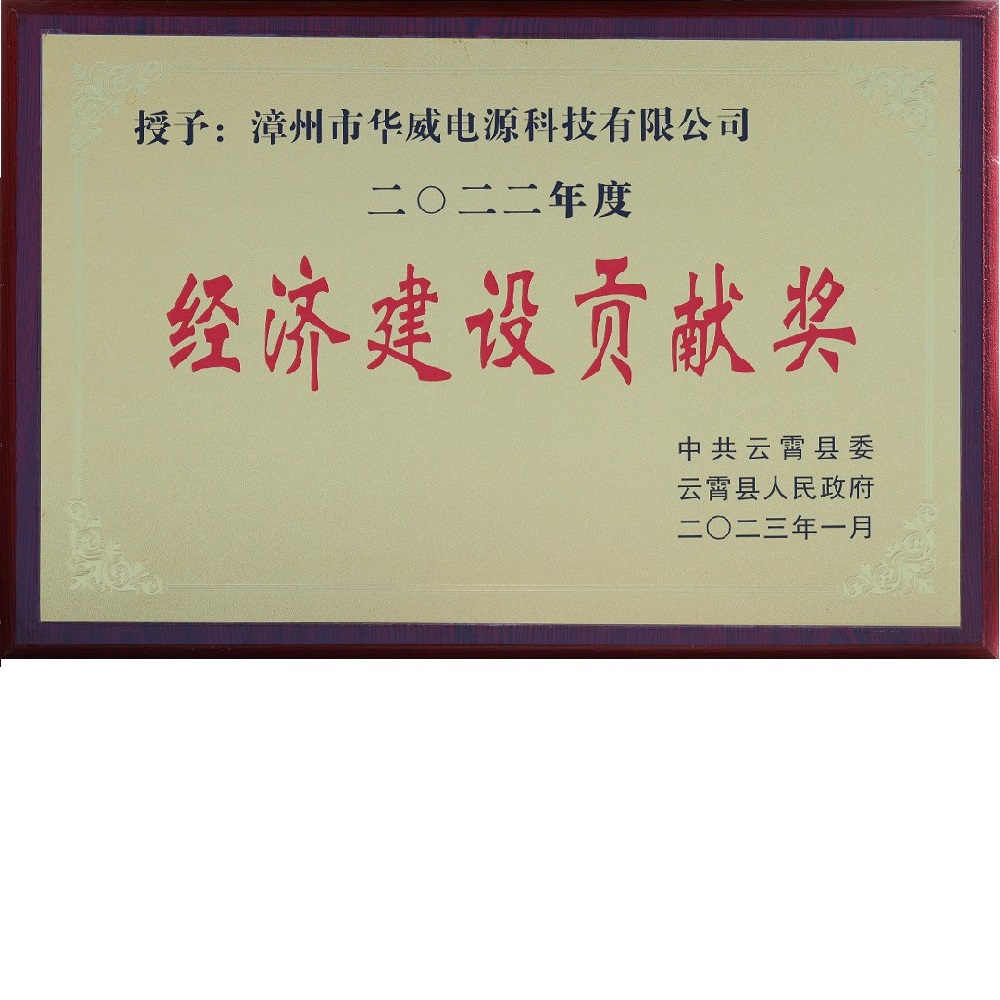 授予：漳州市华威电源科技有限公司
二〇二二年度
经济建设贡献奖
中共云霄县委
云霄县人民政府
二〇二三年一月